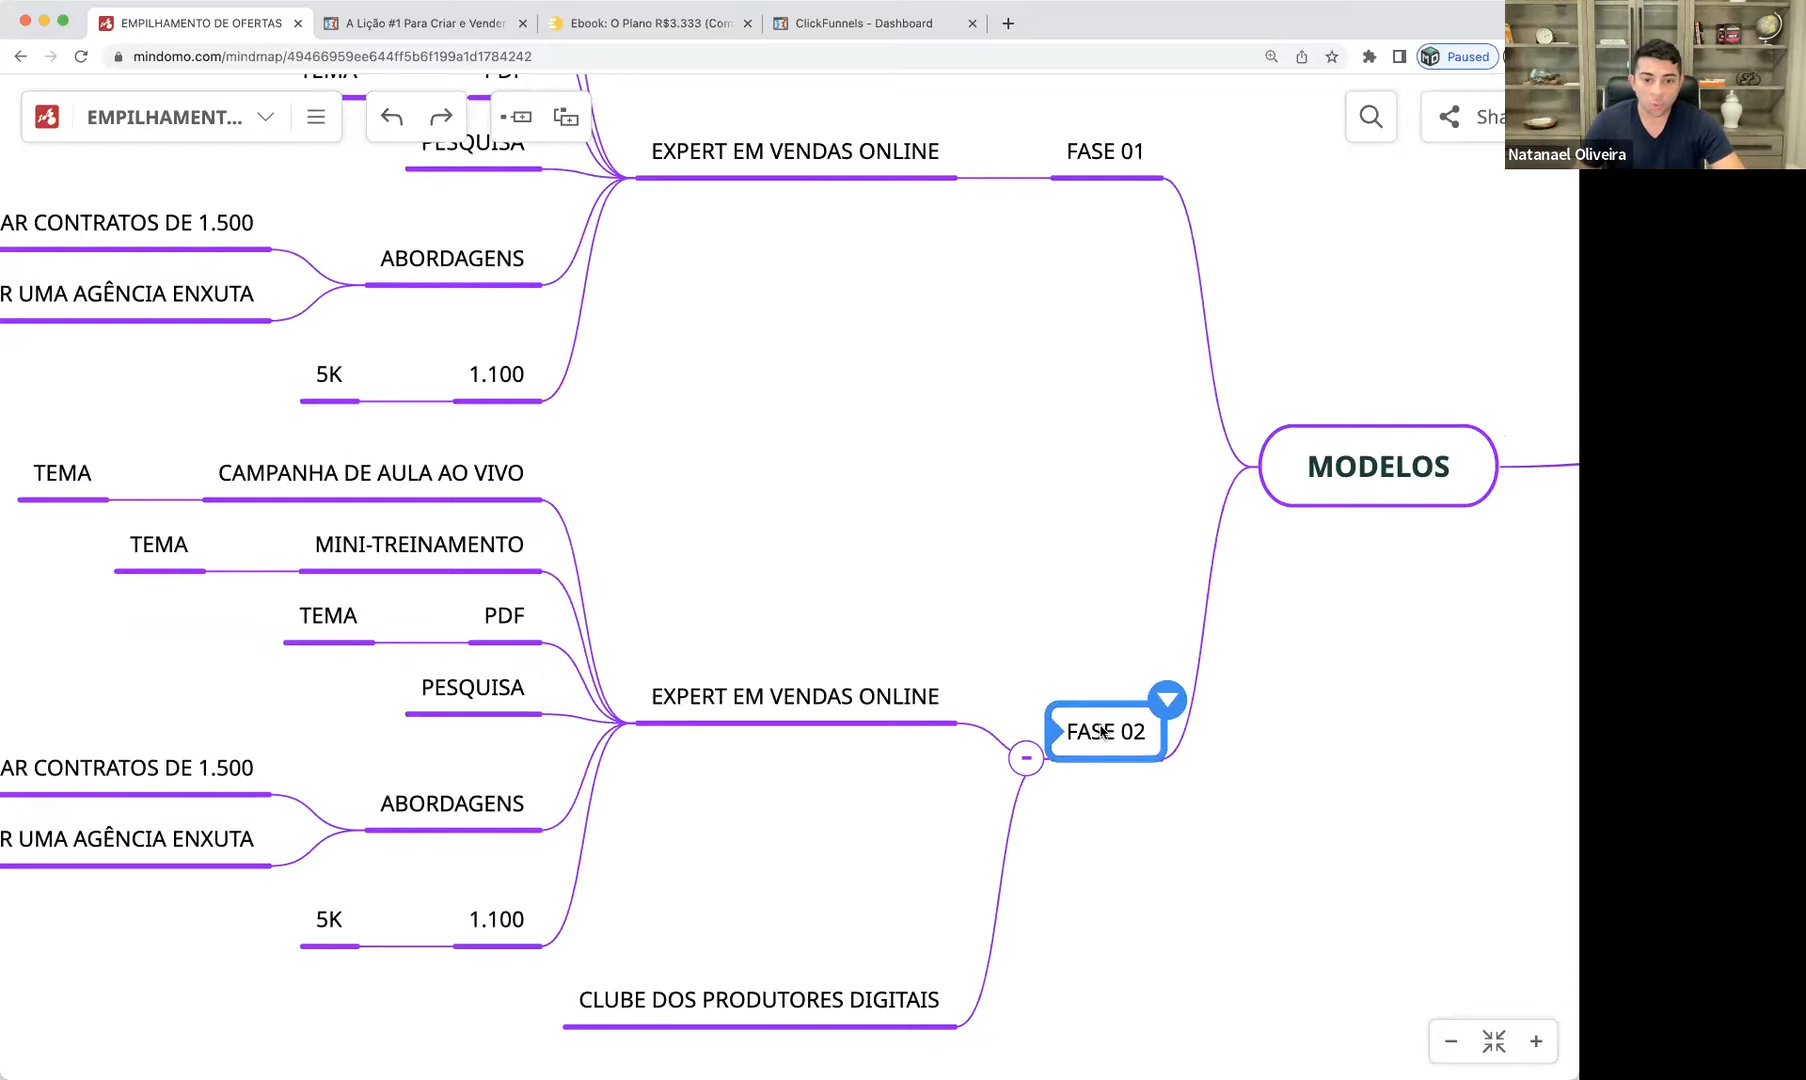 EMPILHAMENTO DE OFERTAS
A Lição #1 Para Criar e Vender
Ebook: O Plano R$3.333 (Com
ClickFunnels - Dashboard
mindomo.com/mindmap/49466959ee644ff5b6f199a1d1784242
Paused
TEMA
PDF
EMPILHAMENT...
Sha
Natanael Oliveira
PESQUISA
EXPERT EM VENDAS ONLINE
FASE 01
AR CONTRATOS DE 1.500
ABORDAGENS
R UMA AGÊNCIA ENXUTA
5K
1.100
TEMA
CAMPANHA DE AULA AO VIVO
MODELOS
TEMA
MINI-TREINAMENTO
TEMA
PDF
PESQUISA
EXPERT EM VENDAS ONLINE
FASE 02
AR CONTRATOS DE 1.500
ABORDAGENS
R UMA AGÊNCIA ENXUTA
5K
1.100
CLUBE DOS PRODUTORES DIGITAIS